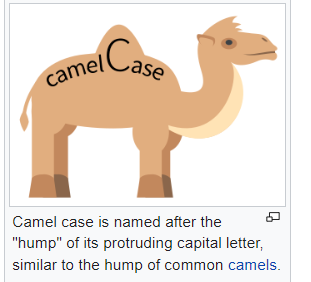 camelCase
Camel case is named after the
"hump" of its protruding capital letter,
similar to the hump of common camels.